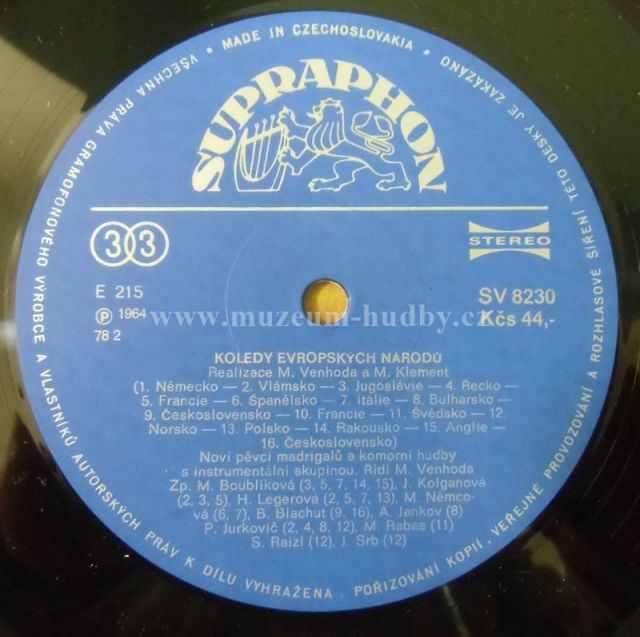 VŠECHNA PRÁVA GRAMOFONOVÉHO VÝROBCE A VLASTNÍKŮ AUTORSKÝCH PRÁV K DÍLU VYHRAŽENA. POŘIZOVÁNÍ KOPIÍ, VEŘEJNÉ PROVOZOVÁNÍ A ROZHLASOVÉ ŠÍŘENÍ TÉTO DESKY JE ZAKÁZÁNO • MADE IN CZECHOSLOVAKIA •
SUPRAPHON
33
STEREO
E 215
SV 8230
Ⓟ 1964
Kčs 44,-
78 2
www.muzeum-hudby.cz
KOLEDY EVROPSKÝCH NÁRODŮ
Realizace M. Venhoda a M. Klement
(1. Německo — 2. Vlámsko — 3. Jugoslávie — 4. Řecko —
5. Francie — 6. Španělsko — 7. Itálie — 8. Bulharsko —
9. Československo — 10. Francie — 11. Švédsko — 12.
Norsko — 13. Polsko — 14. Rakousko — 15. Anglie —
16. Československo)
Noví pěvci madrigalů a komorní hudby
s instrumentální skupinou. Řídí M. Venhoda
Zp. M. Boublíková (3, 5, 7, 14, 15), J. Kolganová
(2, 3, 5), H. Legerová (2, 5, 7, 13), M. Němco-
vá (6, 7), B. Blachut (9, 16), A. Jankov (8)
P. Jurkovič (2, 4, 8, 12), M. Rabas (11)
S. Raizl (12), J. Srb (12)